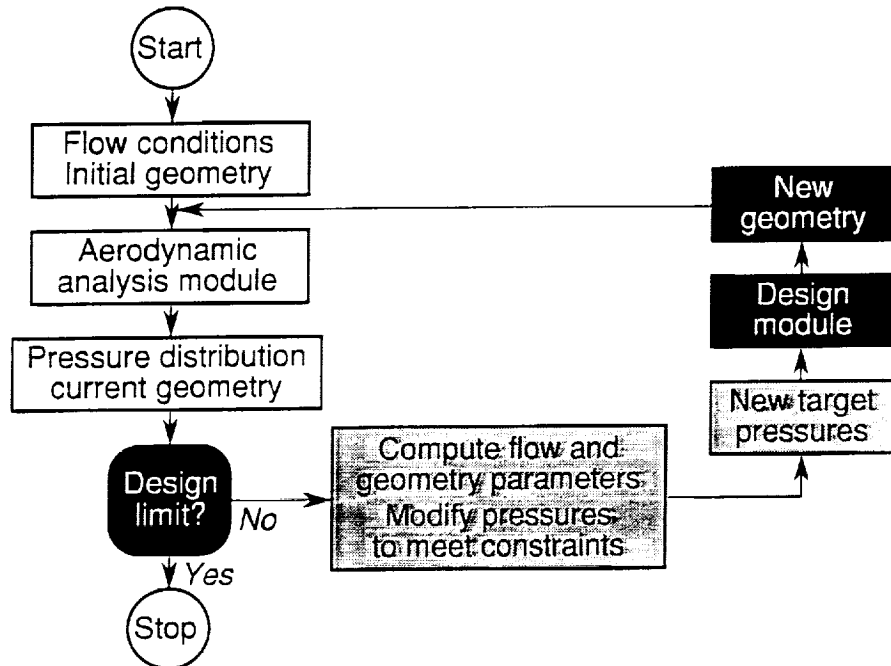 Start
Flow conditions
Initial geometry
Aerodynamic
analysis module
Pressure distribution
current geometry
Design
limit?
No
Yes
Stop
Compute flow and
geometry parameters
Modify pressures
to meet constraints
New target
pressures
Design
module
New
geometry